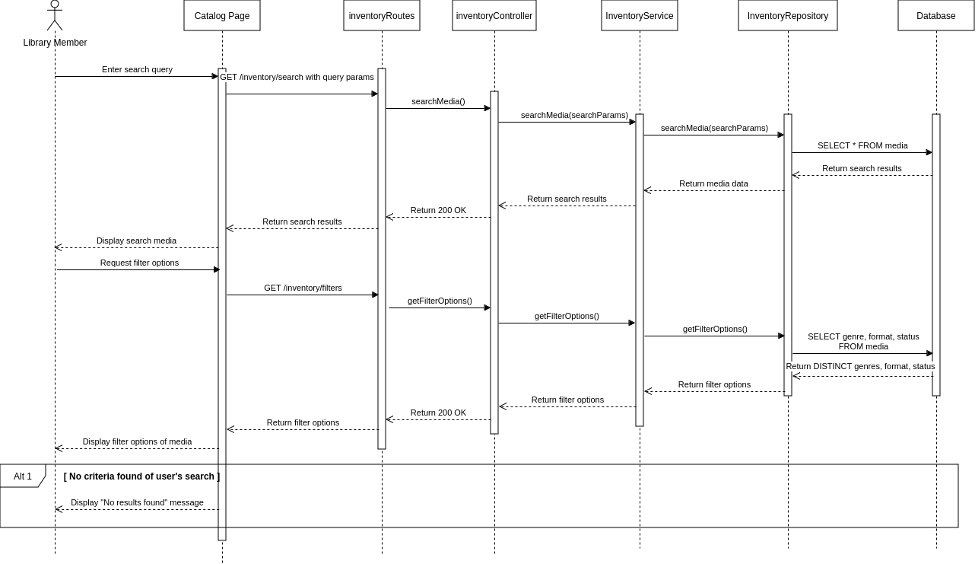 Catalog Page
inventoryRoutes
inventoryController
InventoryService
InventoryRepository
Database
Library Member
Enter search query
GET /inventory/search with query params
searchMedia()
searchMedia(searchParams)
searchMedia(searchParams)
SELECT * FROM media
Return search results
Return media data
Return search results
Return 200 OK
Return search results
Display search media
Request filter options
GET /inventory/filters
getFilterOptions()
getFilterOptions()
getFilterOptions()
SELECT genre, format, status
FROM media
Return DISTINCT genres, format, status
Return filter options
Return filter options
Return 200 OK
Return filter options
Display filter options of media
Alt 1
[ No criteria found of user's search ]
Display "No results found" message